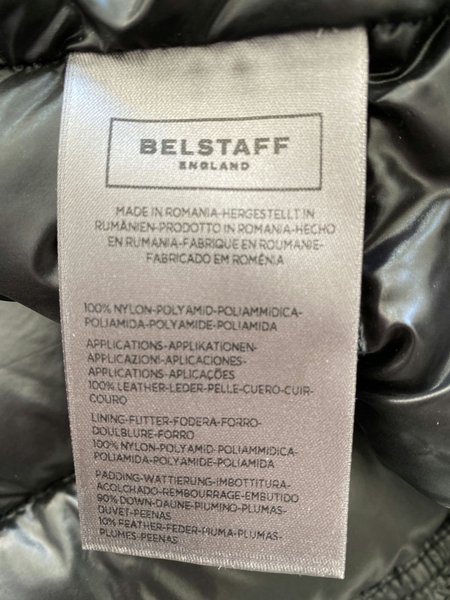 BELSTAFF
ENGLAND
MADE IN ROMANIA-HERGESTELLT IN
RUMÄNIEN-PRODOTTO IN ROMANIA-HECHO
EN RUMANIA-FABRIQUE EN ROUMANIE-
FABRICADO EM ROMÉNIA
100% NYLON-POLYAMID-POLIAMMIDICA-
POLIAMIDA-POLYAMIDE-POLIAMIDA
APPLICATIONS-APPLIKATIONEN-
APPLICAZIONI-APLICACIONES-
APPLICATIONS-APLICAÇÕES
100% LEATHER-LEDER-PELLE-CUERO-CUIR-
COURO
LINING-FUTTER-FODERA-FORRO-
DOULBLURE-FORRO
100% NYLON-POLYAMID-POLIAMMIDICA-
POLIAMIDA-POLYAMIDE-POLIAMIDA
PADDING-WATTIERUNG-IMBOTTITURA-
ACOLCHADO-REMBOURRAGE-EMBUTIDO
90% DOWN-DAUNE-PIUMINO-PLUMAS-
DUVET-PEENAS
10% FEATHER-FEDER-PIUMA-PLUMAS-
PLUMES-PENAS